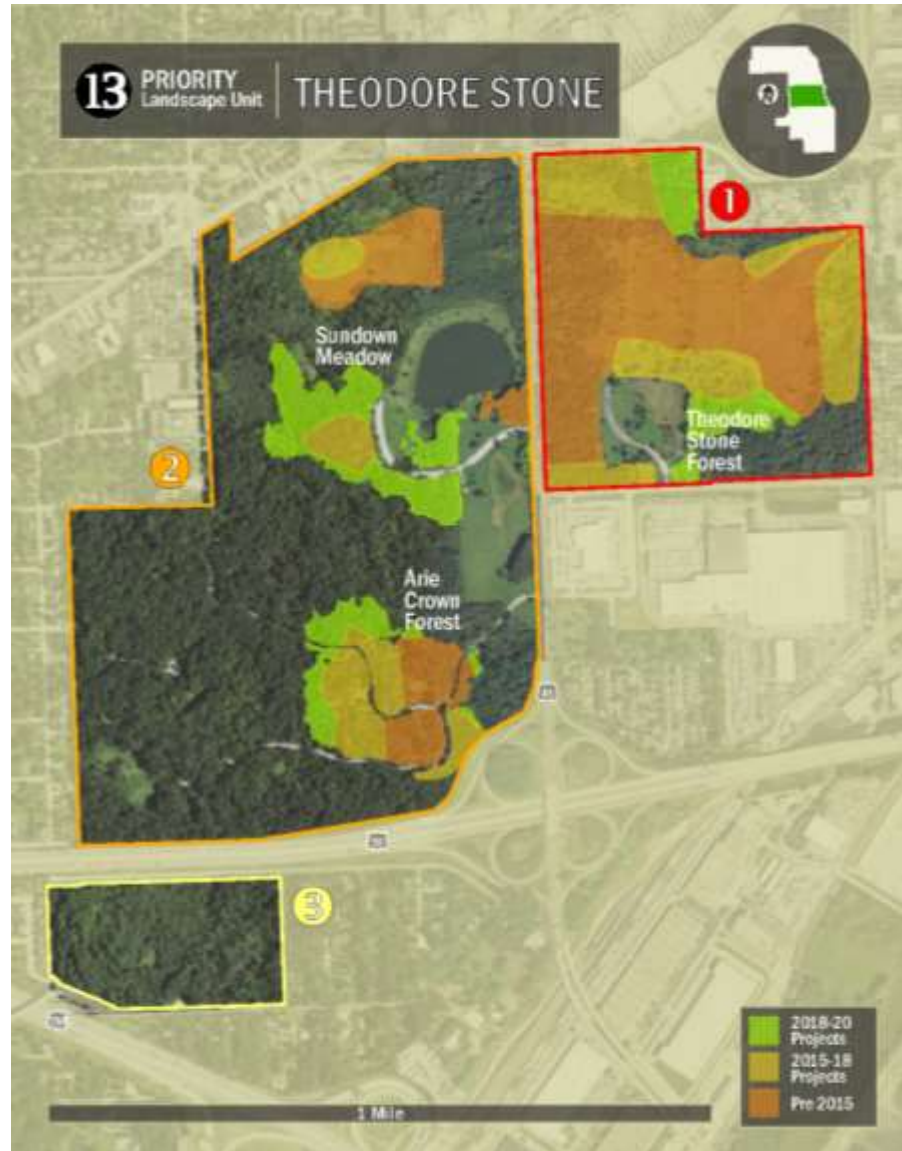 13
PRIORITY
Landscape Unit
THEODORE STONE
1
Sundown
Meadow
Theodore
Stone
Forest
2
Arie
Crown
Forest
3
2018-20
Projects
2015-18
Projects
Pre 2015
1 Mile